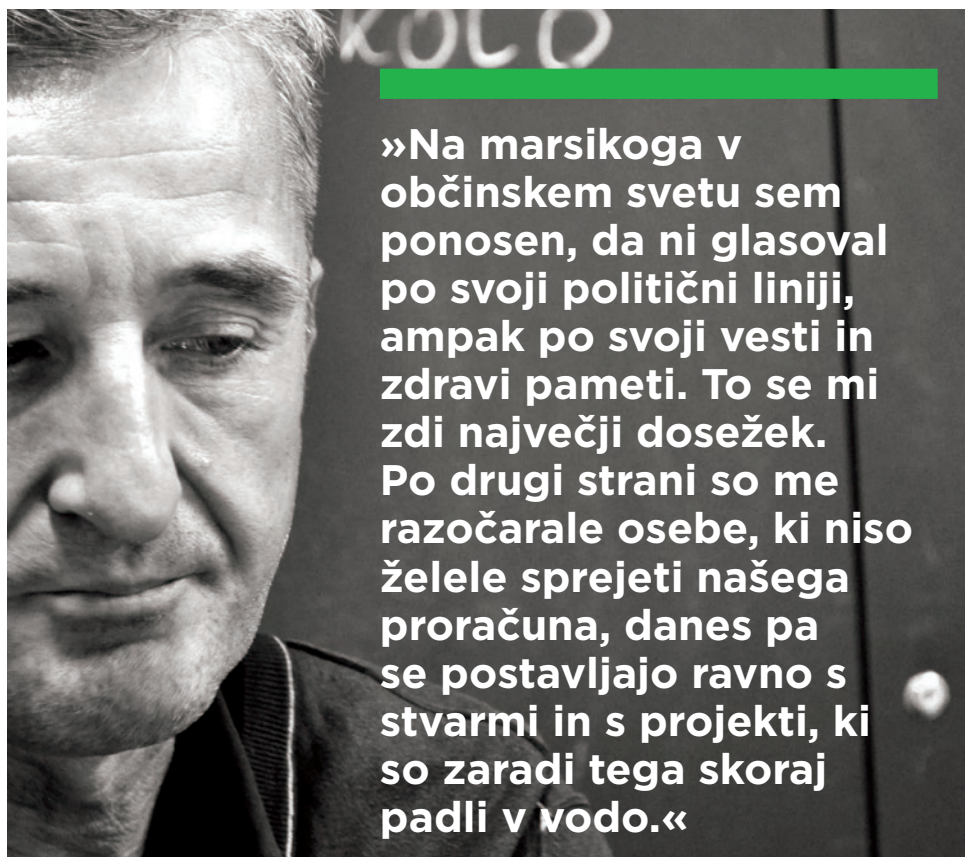 KOLO
»Na marsikoga v
občinskem svetu sem
ponosen, da ni glasoval
po svoji politični liniji,
ampak po svoji vesti in
zdravi pameti. To se mi
zdi največji dosežek.
Po drugi strani so me
razočarale osebe, ki niso
želele sprejeti našega
proračuna, danes pa
se postavljajo ravno s
stvarmi in s projekti, ki
so zaradi tega skoraj
padli v vodo.«